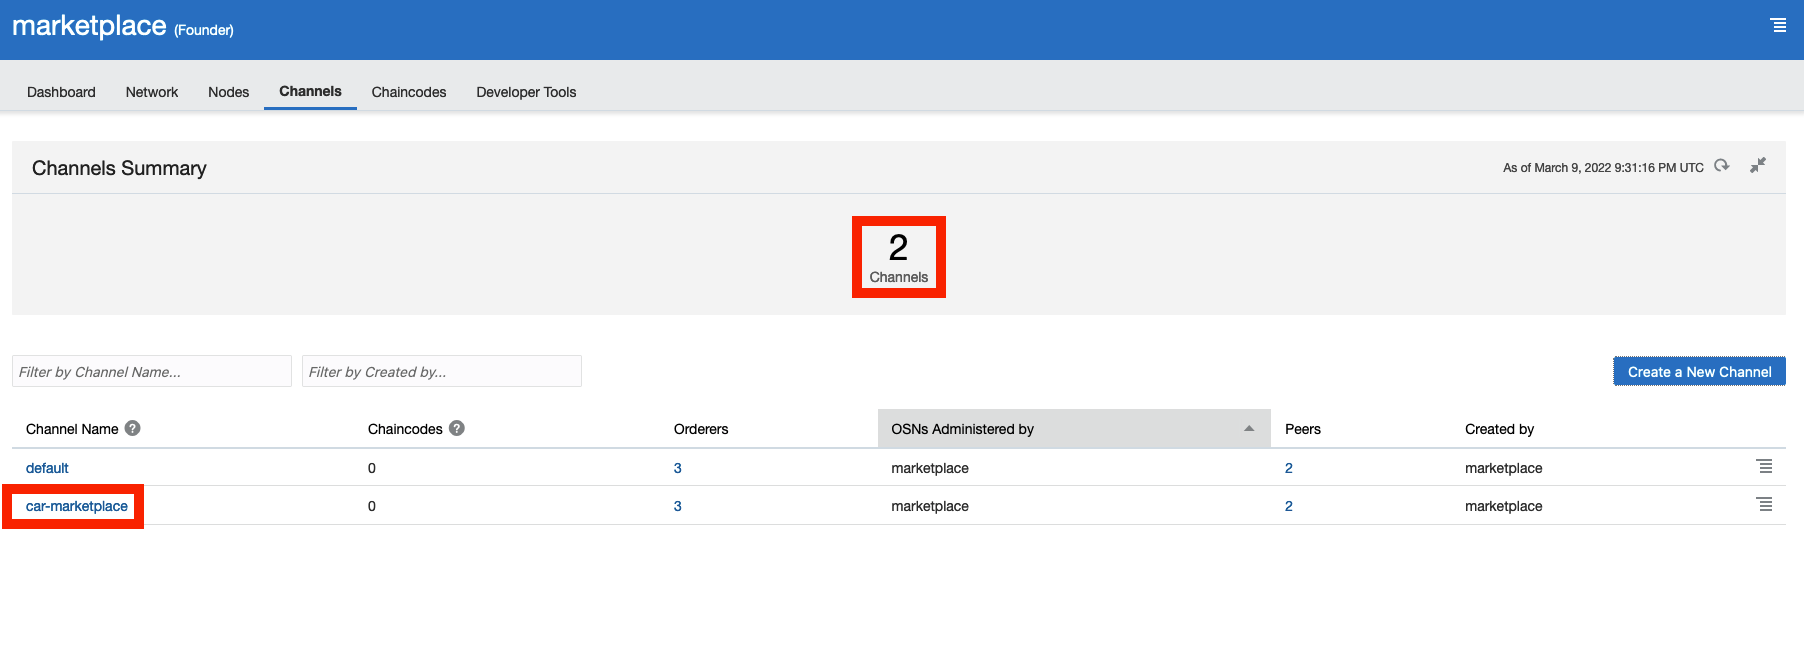 marketplace (Founder)
Dashboard Network Nodes Channels Chaincodes Developer Tools
Channels Summary As of March 9, 2022 9:31:16 PM UTC
2
Channels
Filter by Channel Name... Filter by Created by... Create a New Channel
Channel Name ? Chaincodes ? Orderers OSNs Administered by Peers Created by
default 0 3 marketplace 2 marketplace
car-marketplace 0 3 marketplace 2 marketplace